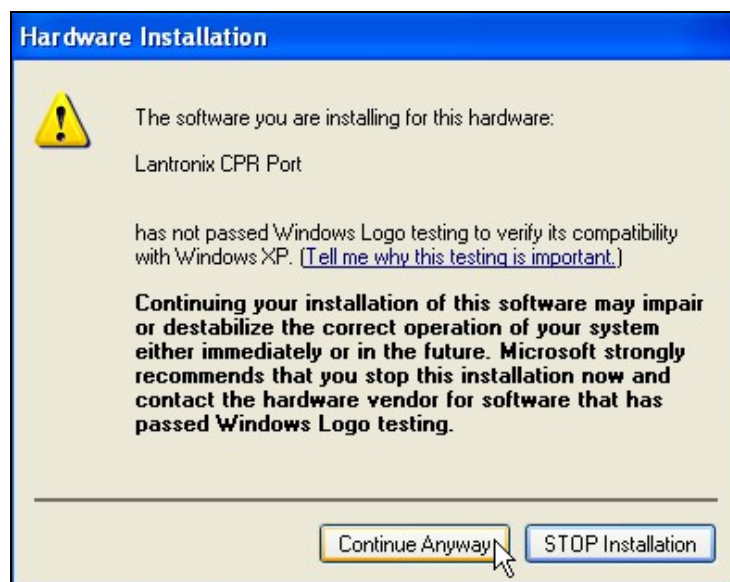 Hardware Installation
The software you are installing for this hardware:
Lantronix CPR Port
has not passed Windows Logo testing to verify its compatibility
with Windows XP. (Tell me why this testing is important.)
Continuing your installation of this software may impair
or destabilize the correct operation of your system
either immediately or in the future. Microsoft strongly
recommends that you stop this installation now and
contact the hardware vendor for software that has
passed Windows Logo testing.
Continue Anyway
STOP Installation